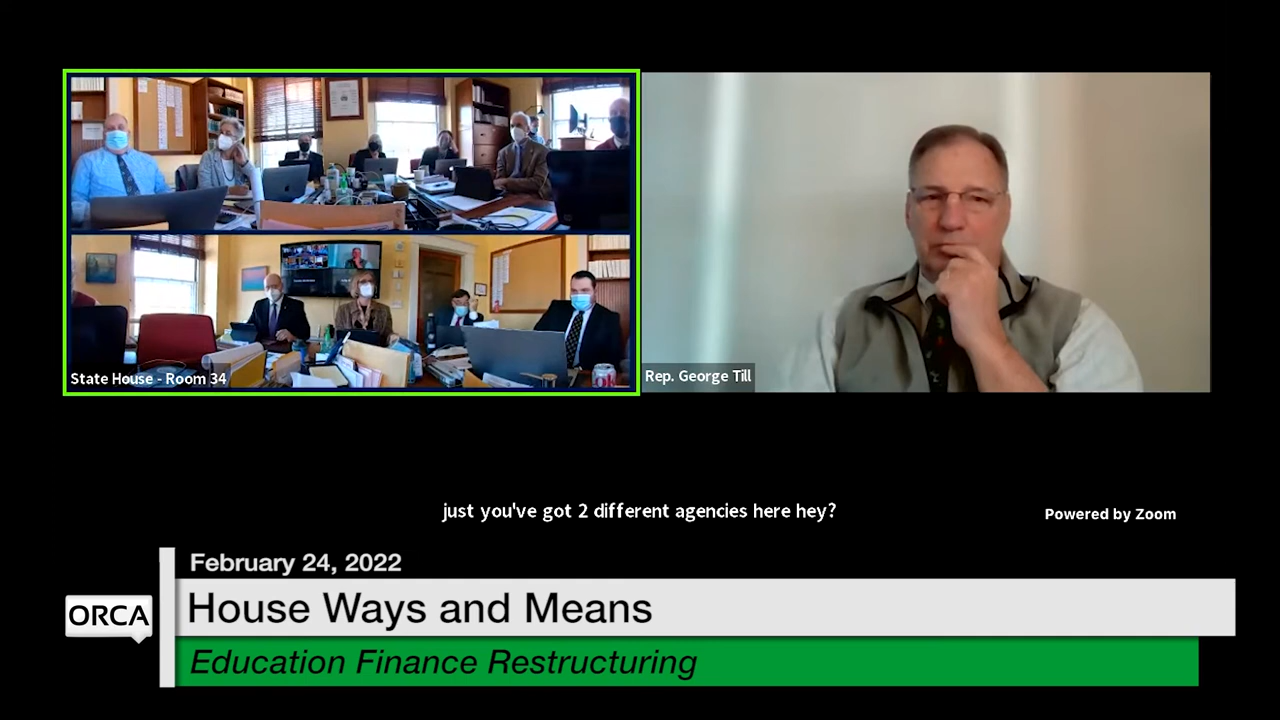 State House - Room 34
Rep. George Till
just you've got 2 different agencies here hey?
Powered by Zoom
February 24, 2022
ORCA
House Ways and Means
Education Finance Restructuring